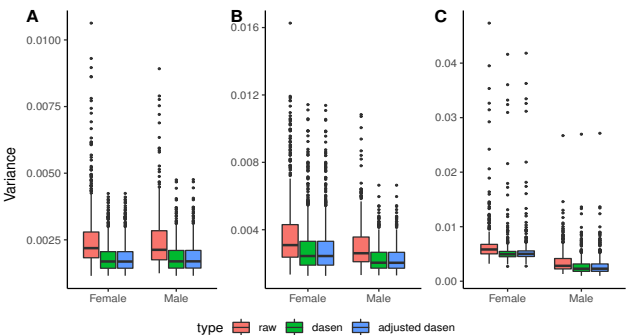 A
B
C
Variance
0.0100
0.0075
0.0050
0.0025
0.016
0.012
0.008
0.004
0.04
0.03
0.02
0.01
0.00
Female Male
Female Male
Female Male
type raw dasen adjusted dasen